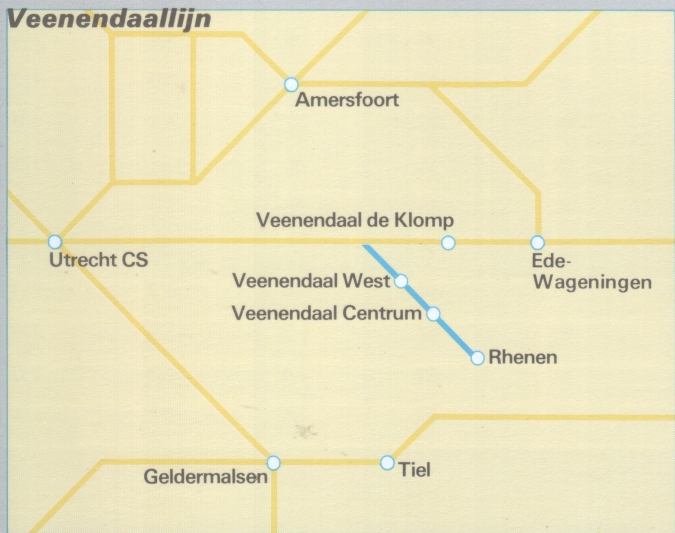 Veenendaallijn
Amersfoort
Veenendaal de Klomp
Utrecht CS
Ede-
Wageningen
Veenendaal West
Veenendaal Centrum
Rhenen
Geldermalsen
Tiel